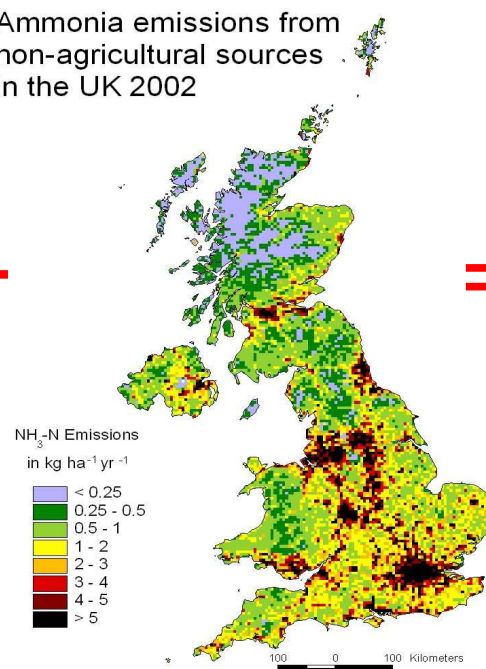 Ammonia emissions from
non-agricultural sources
in the UK 2002
NH3-N Emissions
in kg ha⁻¹ yr ⁻¹
< 0.25
0.25 - 0.5
0.5 - 1
1 - 2
2 - 3
3 - 4
4 - 5
> 5
100 0 100 Kilometers